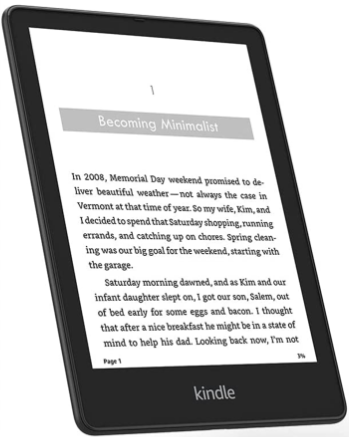 1
Becoming Minimalist
In 2008, Memorial Day weekend promised to de-
liver beautiful weather—not always the case in
Vermont at that time of year. So my wife, Kim, and
I decided to spend that Saturday shopping, running
errands, and catching up on chores. Spring clean-
ing was our big goal for the weekend, starting with
the garage.
Saturday morning dawned, and as Kim and our
infant daughter slept on, I got our son, Salem, out
of bed early for some eggs and bacon. I thought
that after a nice breakfast he might be in a state of
mind to help his dad. Looking back now, I'm not
Page 1 3%
kindle